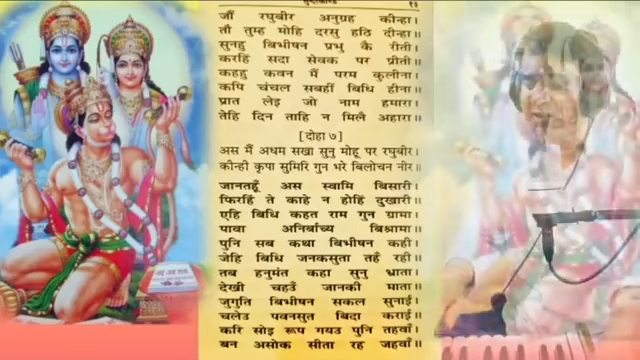 सुन्दरकाण्ड १३
जौं रघुबीर अनुग्रह कीन्हा।
तौ तुम्ह मोहि दरसु हठि दीन्हा॥
सुनहु बिभीषन प्रभु कै रीती।
करहिं सदा सेवक पर प्रीती॥
कहहु कवन मैं परम कुलीना।
कपि चंचल सबहीं बिधि हीना॥
प्रात लेइ जो नाम हमारा।
तेहि दिन ताहि न मिलै अहारा॥
[दोहा ७]
अस मैं अधम सखा सुनु मोहू पर रघुबीर।
कीन्ही कृपा सुमिरि गुन भरे बिलोचन नीर॥
जानतहूँ अस स्वामि बिसारी।
फिरहिं ते काहे न होहिं दुखारी॥
एहि बिधि कहत राम गुन ग्रामा।
पावा अनिर्बाच्य बिश्रामा॥
पुनि सब कथा बिभीषन कही।
जेहि बिधि जनकसुता तहँ रही॥
तब हनुमंत कहा सुनु भ्राता।
देखी चहउँ जानकी माता॥
जुगुति बिभीषन सकल सुनाई।
चलेउ पवनसुत बिदा कराई॥
करि सोइ रूप गयउ पुनि तहवाँ।
बन असोक सीता रह जहवाँ॥